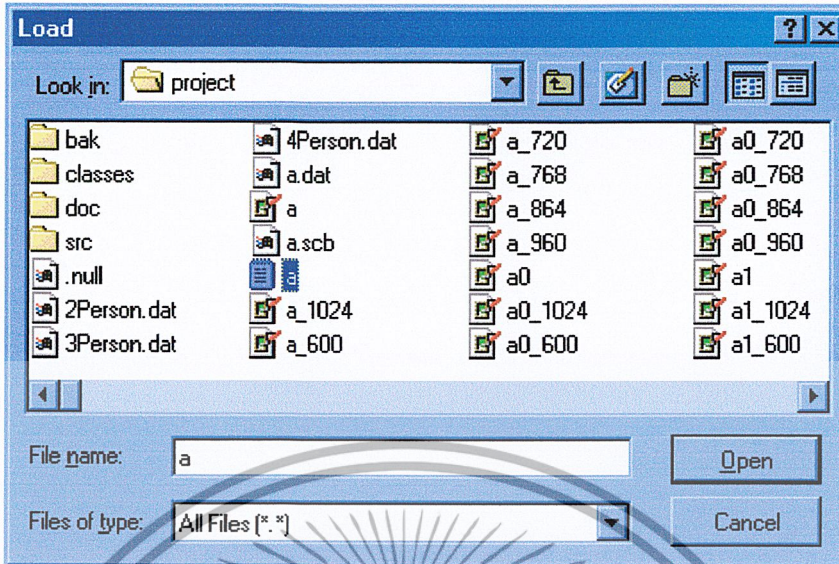 Load
Look in: project
bak
classes
doc
src
.null
2Person.dat
3Person.dat
4Person.dat
a.dat
a
a.scb
a
a_1024
a_600
a_720
a_768
a_864
a_960
a0
a0_1024
a0_600
a0_720
a0_768
a0_864
a0_960
a1
a1_1024
a1_600
File name: a
Open
Files of type: All Files (*.*)
Cancel